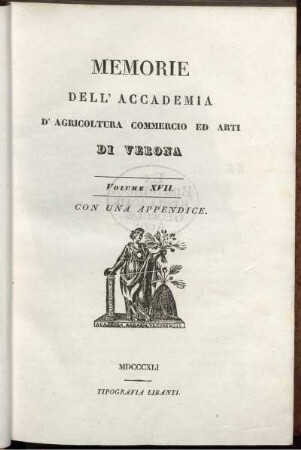 MEMORIE
DELL' ACCADEMIA
D' AGRICOLTURA COMMERCIO ED ARTI
DI VERONA
VOLUME XVII.
CON UNA APPENDICE.
MDCCCXLI
TIPOGRAFIA LIBANTI.